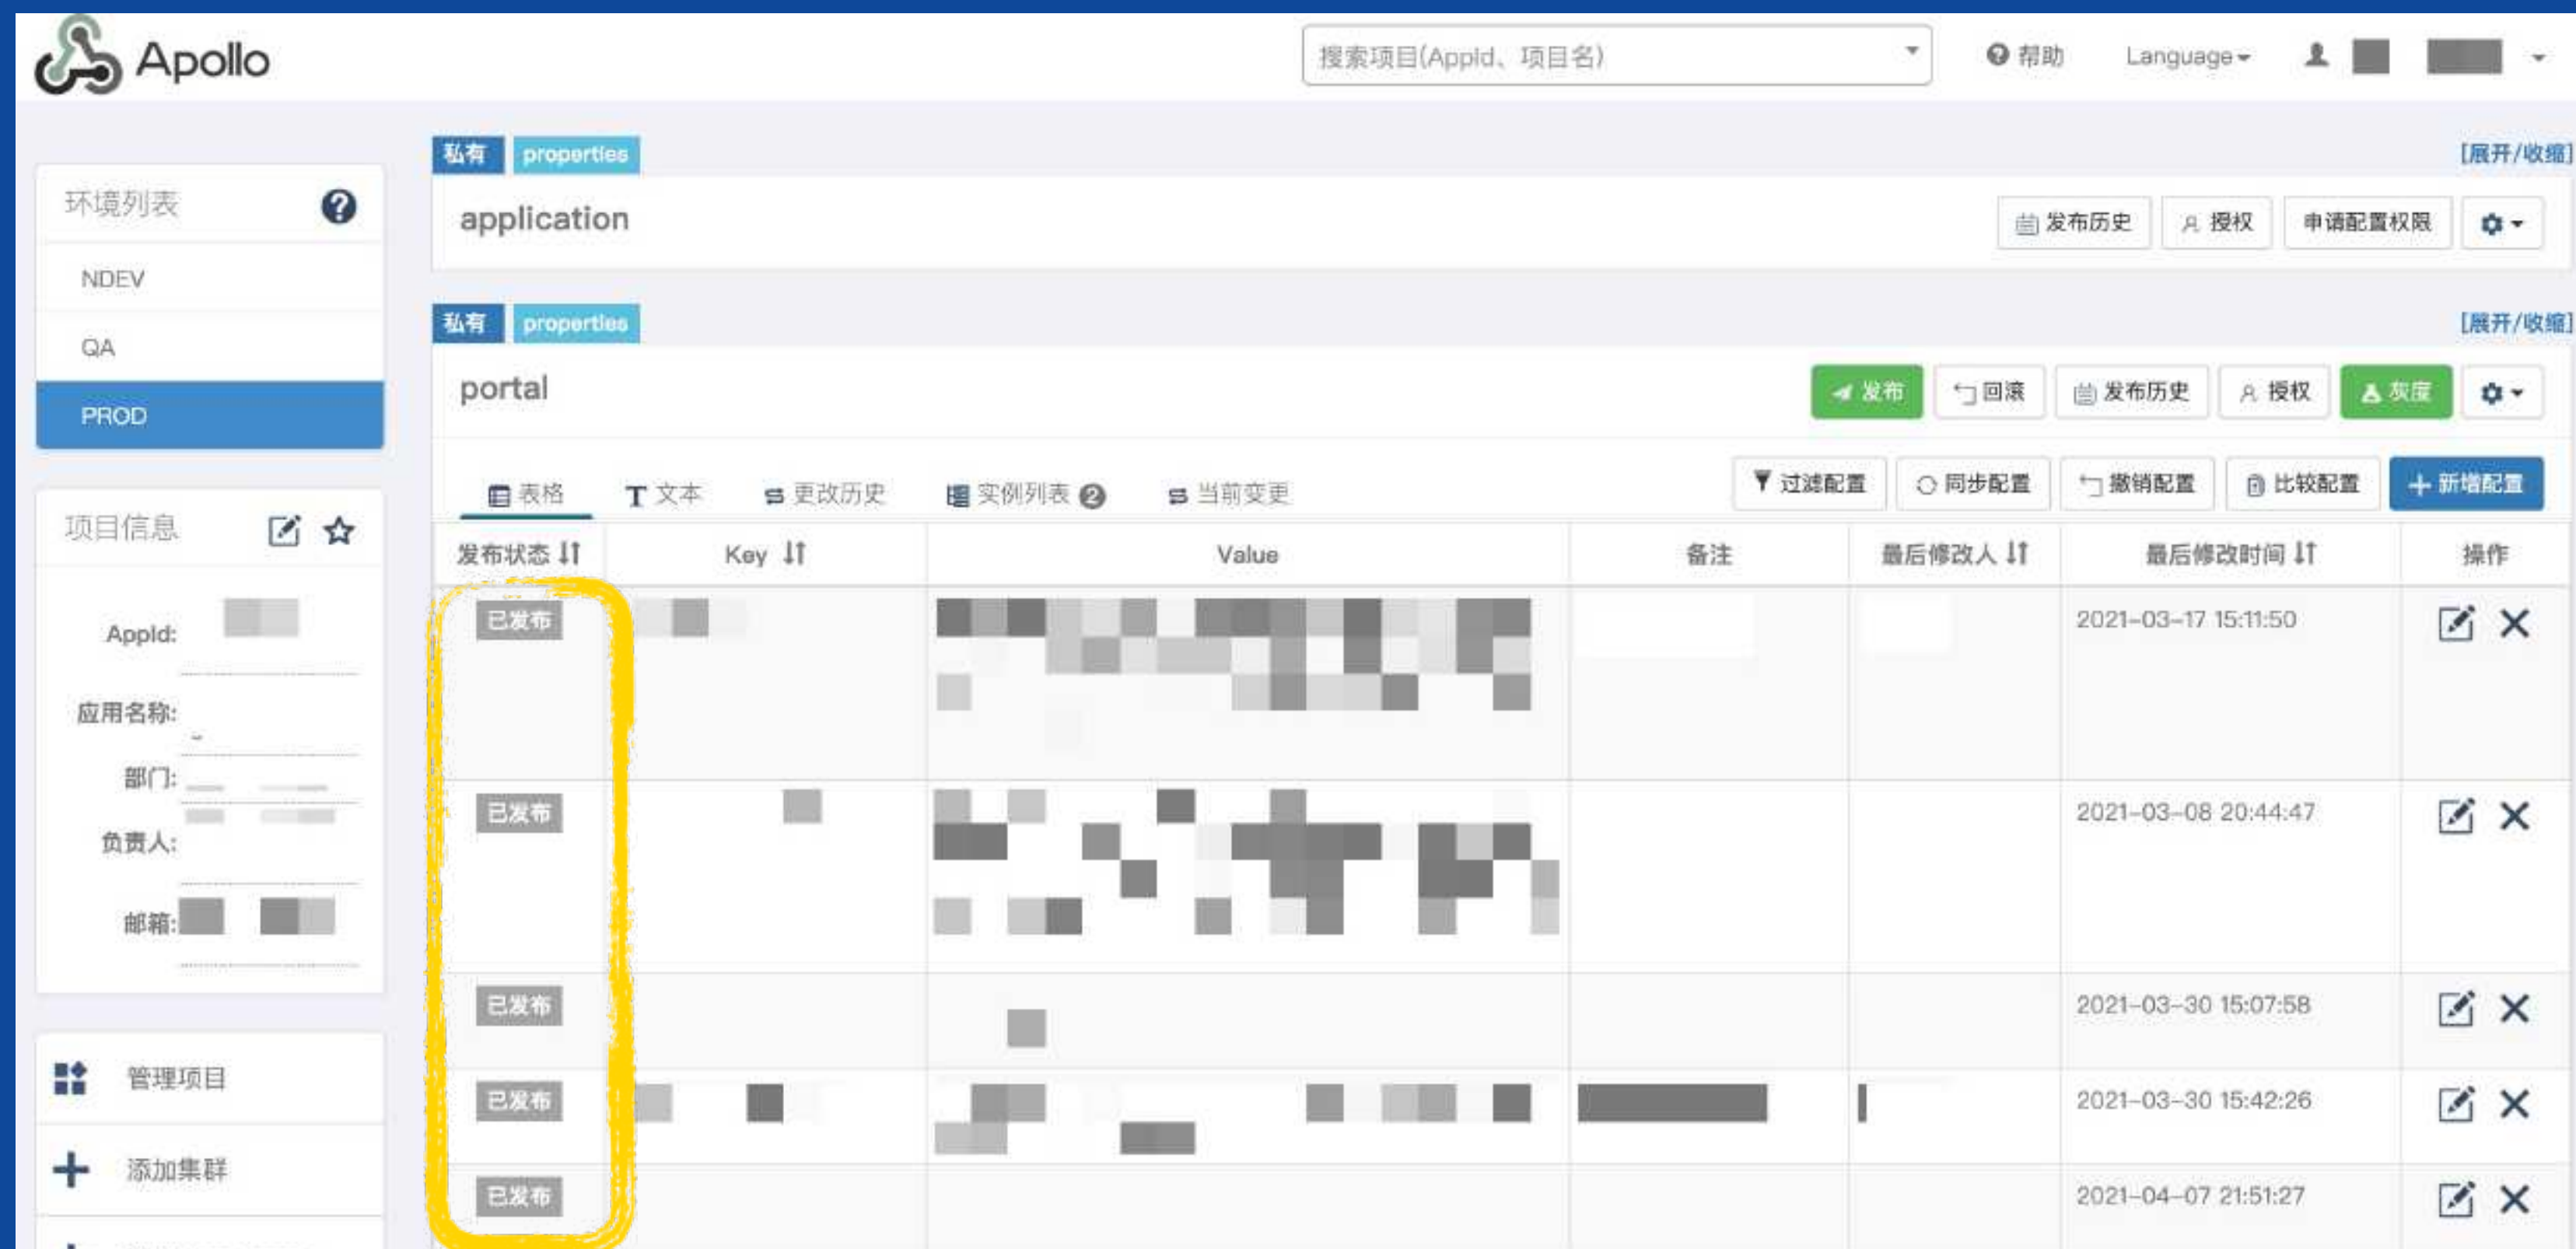 Apollo
搜索项目(AppId、项目名)
帮助
Language
私有 properties
[展开/收缩]
application
发布历史
授权
申请配置权限
环境列表
NDEV
QA
PROD
私有 properties
[展开/收缩]
portal
发布
回滚
发布历史
授权
灰度
表格
文本
更改历史
实例列表 2
当前变更
过滤配置
同步配置
撤销配置
比较配置
新增配置
项目信息
AppId:
应用名称:
部门:
负责人:
邮箱:
管理项目
添加集群
发布状态 Key Value 备注 最后修改人 最后修改时间 操作
已发布 2021-03-17 15:11:50
已发布 2021-03-08 20:44:47
已发布 2021-03-30 15:07:58
已发布 2021-03-30 15:42:26
已发布 2021-04-07 21:51:27